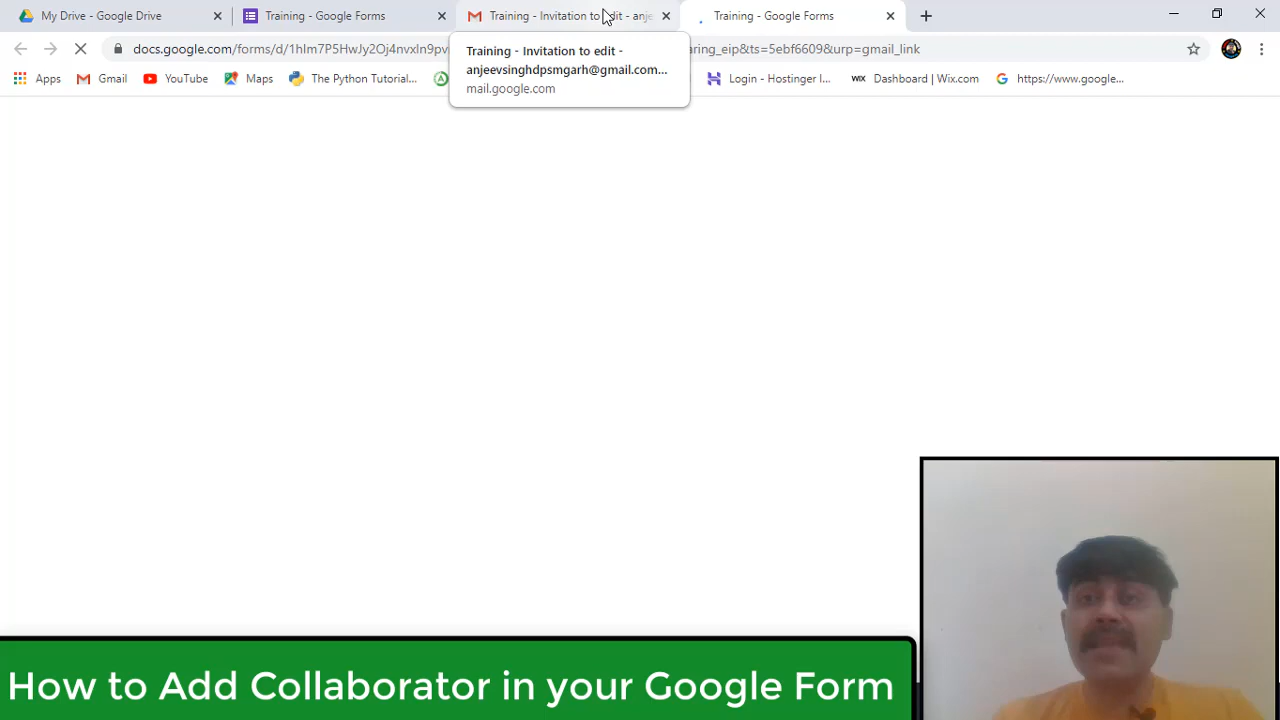 My Drive - Google Drive
Training - Google Forms
Training - Invitation to edit - anje
Training - Google Forms
docs.google.com/forms/d/1hIm7P5HwJy2Oj4nvxIn9pv
aring_eip&ts=5ebf6609&urp=gmail_link
Training - Invitation to edit -
anjeevsinghdpsmgarh@gmail.com...
mail.google.com
Apps
Gmail
YouTube
Maps
The Python Tutorial...
Login - Hostinger I...
WIX
Dashboard | Wix.com
https://www.google...
How to Add Collaborator in your Google Form